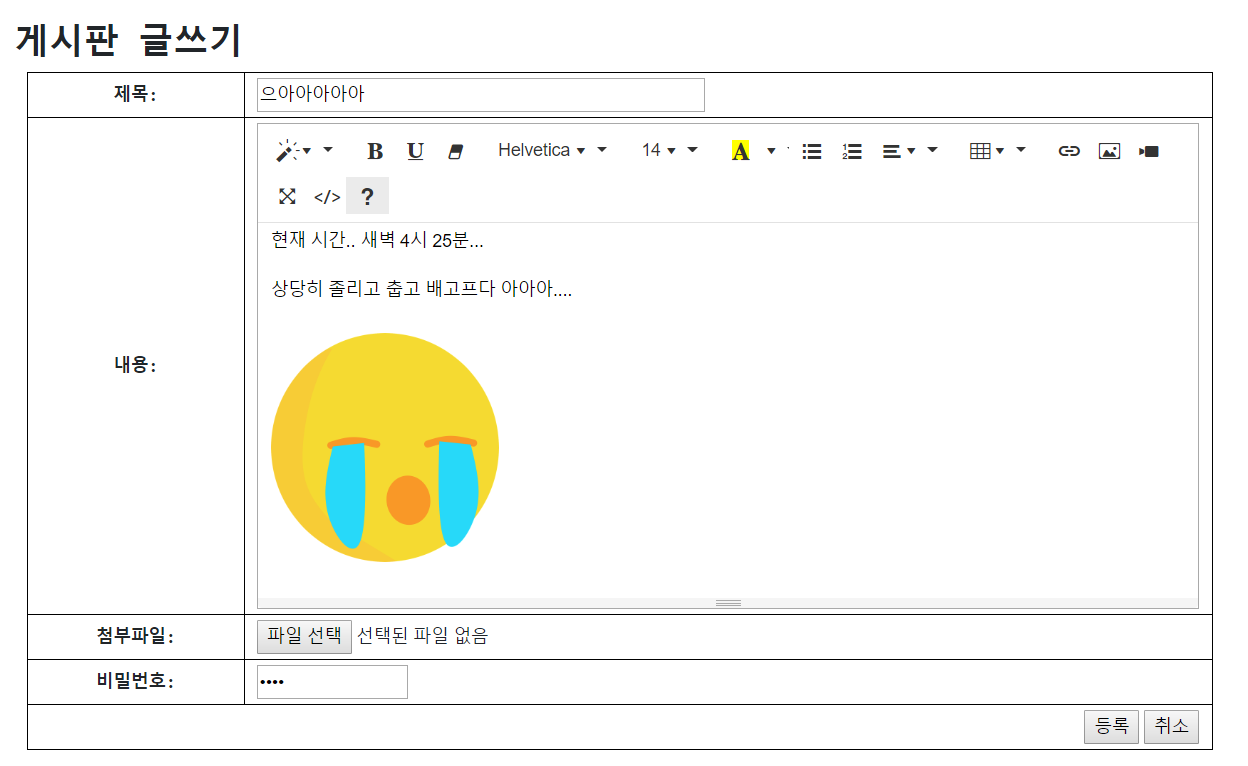 게시판 글쓰기
제목:
으아아아아아
B U Helvetica 14 A
</> ?
내용:
현재 시간.. 새벽 4시 25분...
상당히 졸리고 춥고 배고프다 아아아....
첨부파일:
파일 선택 선택된 파일 없음
비밀번호:
••••
등록 취소